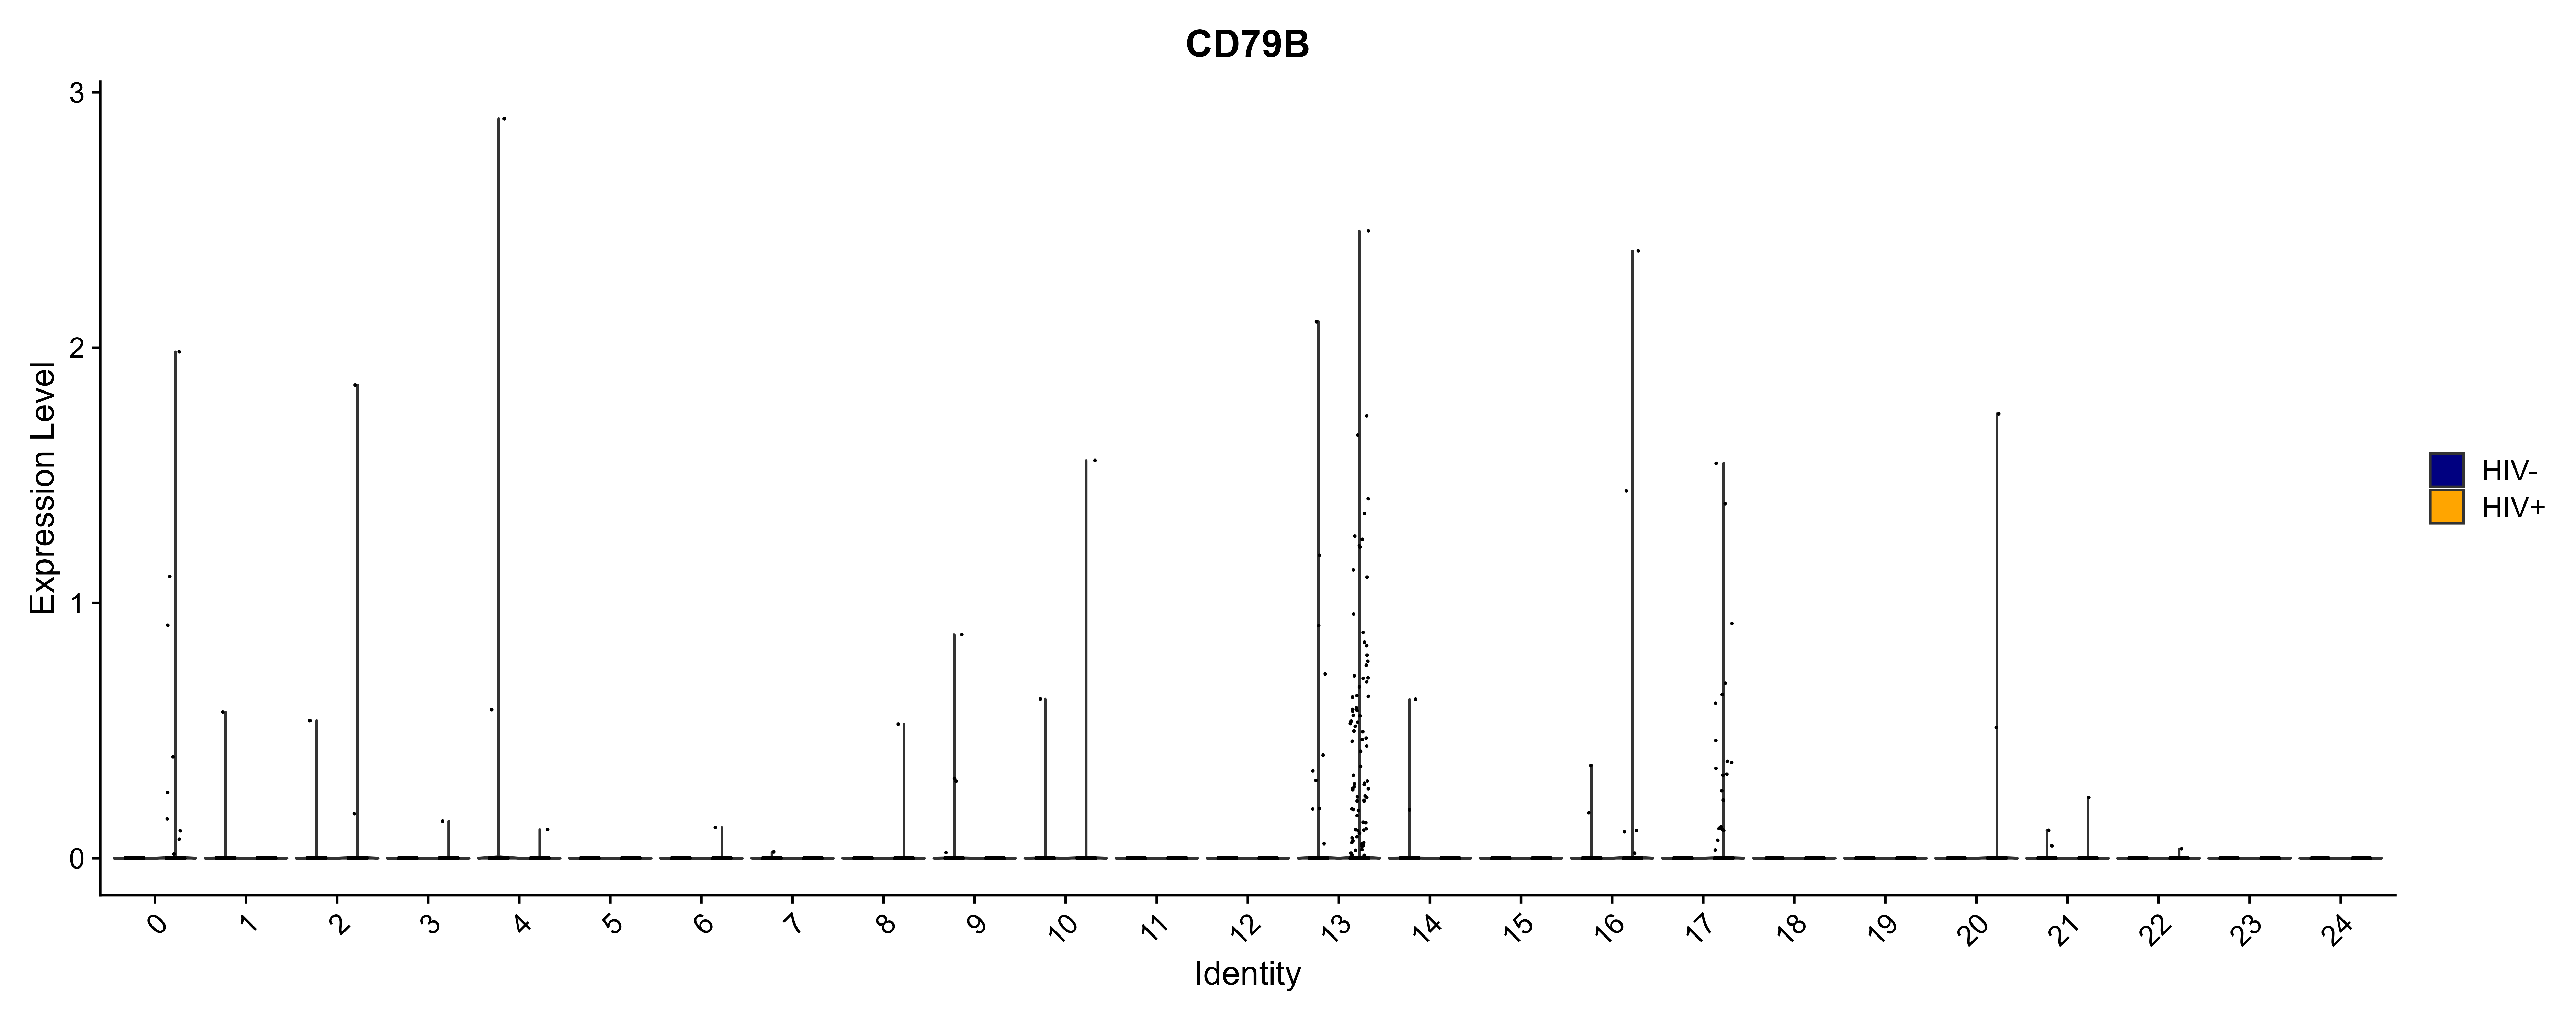 CD79B
Expression Level
3
2
1
0
0 1 2 3 4 5 6 7 8 9 10 11 12 13 14 15 16 17 18 19 20 21 22 23 24
Identity
HIV-
HIV+